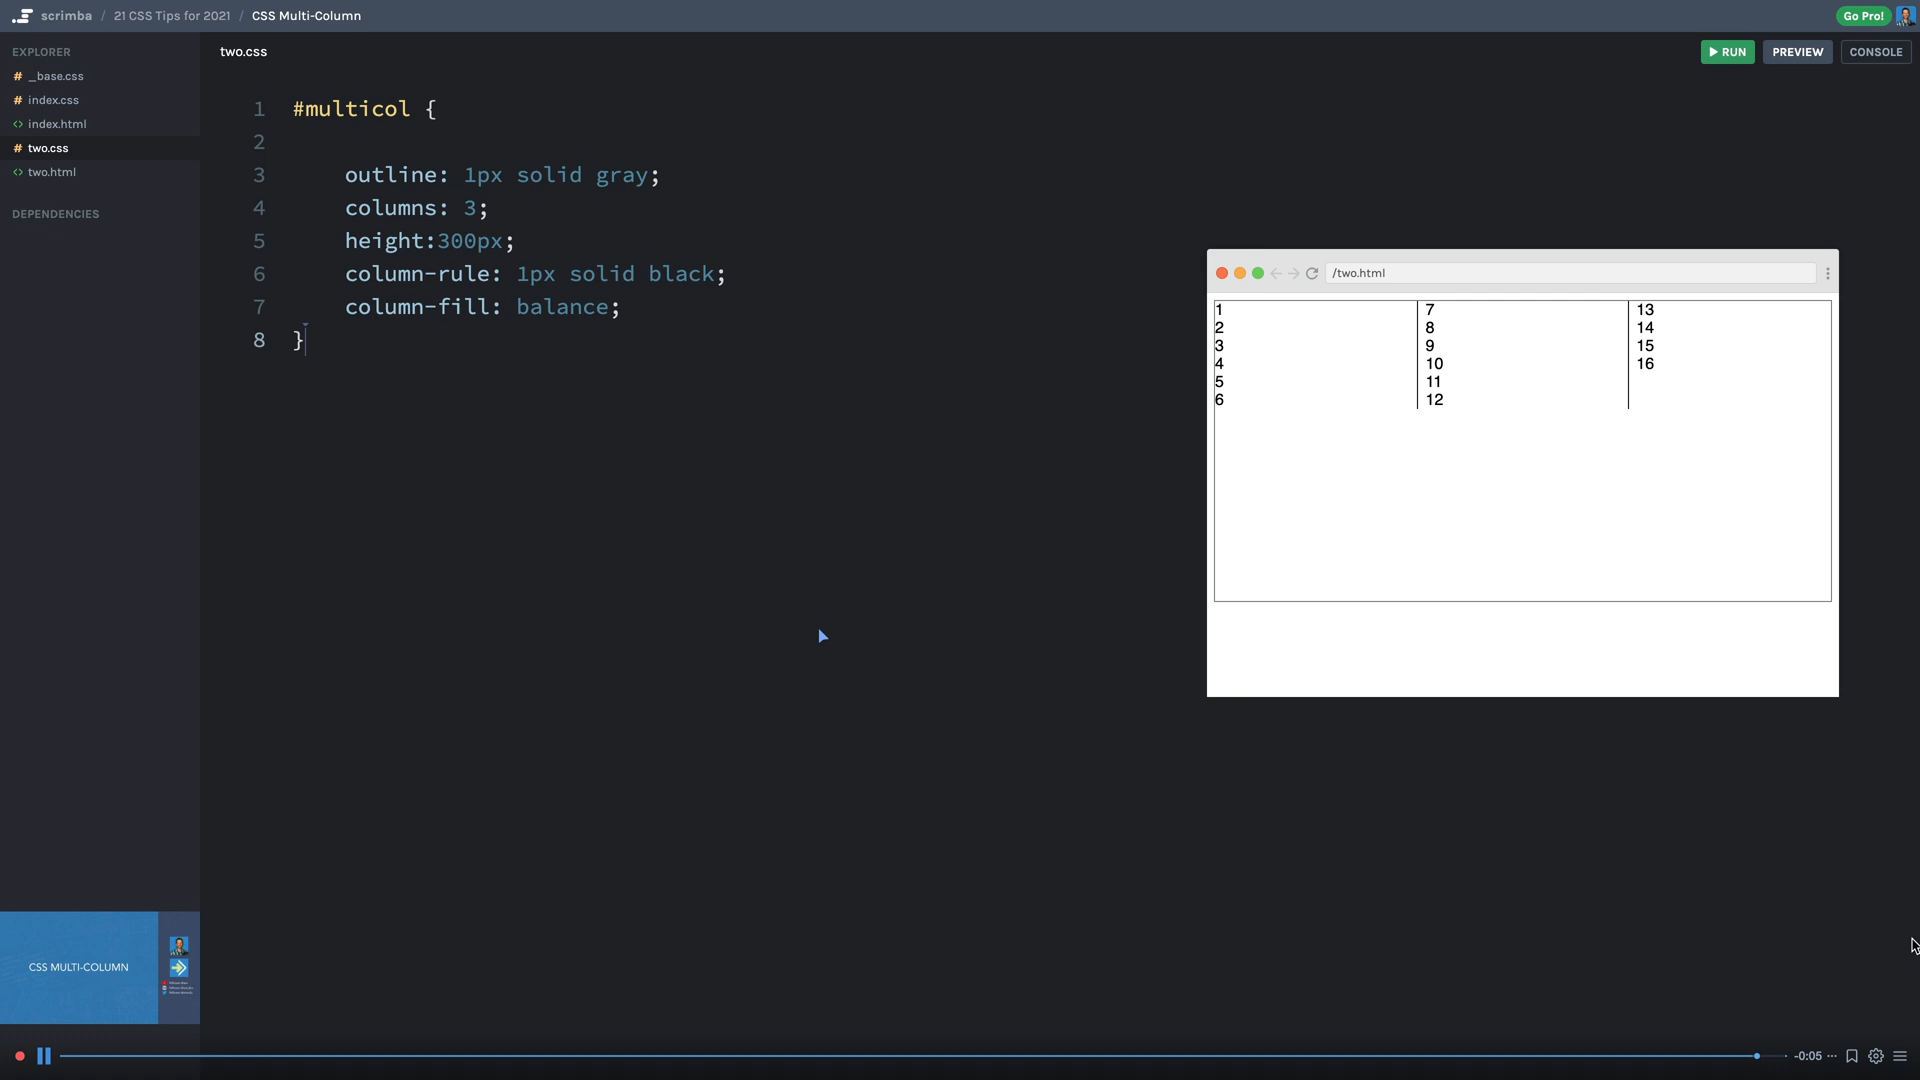 scrimba / 21 CSS Tips for 2021 / CSS Multi-Column
Go Pro!
EXPLORER
# _base.css
# index.css
<> index.html
# two.css
<> two.html
DEPENDENCIES
two.css
RUN
PREVIEW
CONSOLE
1 #multicol {
2
3 outline: 1px solid gray;
4 columns: 3;
5 height:300px;
6 column-rule: 1px solid black;
7 column-fill: balance;
8 }
/two.html
1
2
3
4
5
6
7
8
9
10
11
12
13
14
15
16
CSS MULTI-COLUMN
-0:05